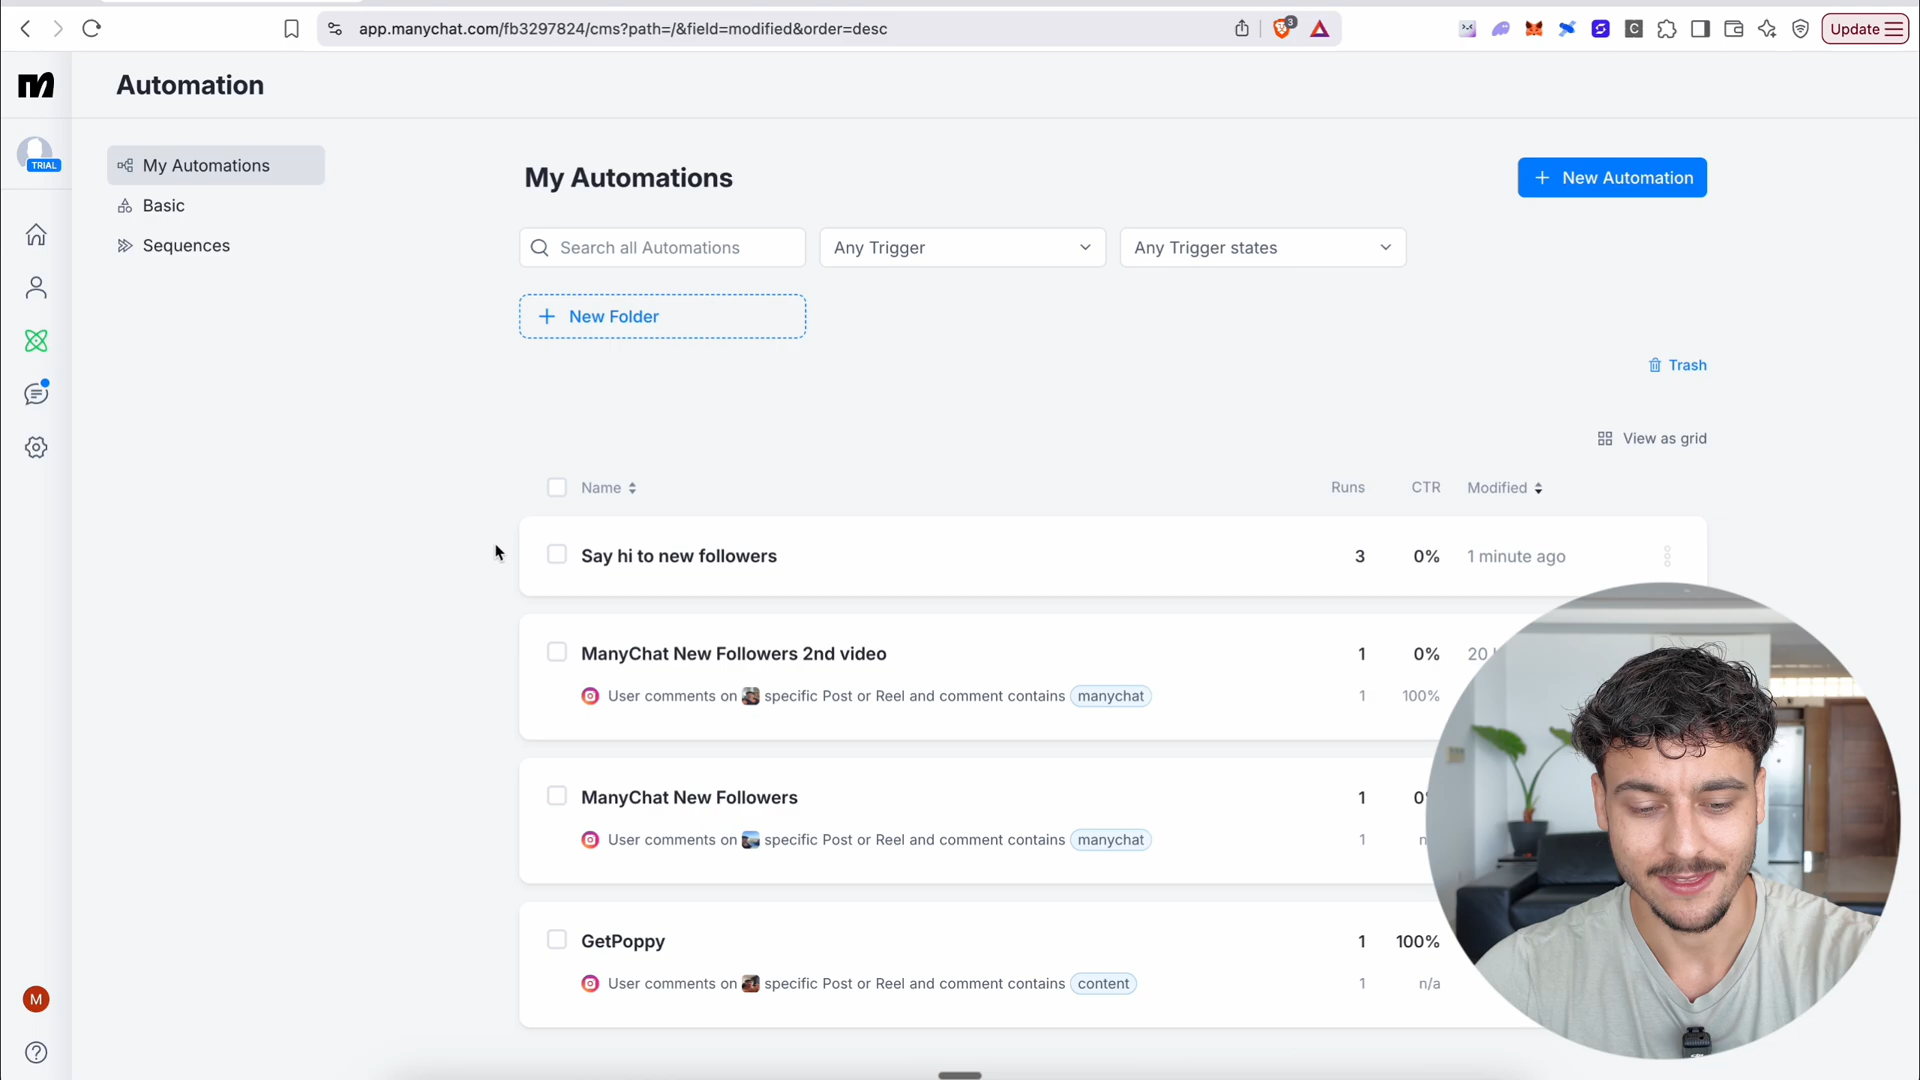 app.manychat.com/fb3297824/cms?path=/&field=modified&order=desc
3
Update
Automation
TRIAL
My Automations
Basic
Sequences
My Automations
New Automation
Search all Automations
Any Trigger
Any Trigger states
New Folder
Trash
View as grid
Name Runs CTR Modified
Say hi to new followers 3 0% 1 minute ago
ManyChat New Followers 2nd video 1 0% 20
User comments on specific Post or Reel and comment contains manychat 1 100%
ManyChat New Followers 1
User comments on specific Post or Reel and comment contains manychat 1
GetPoppy 1 100%
User comments on specific Post or Reel and comment contains content 1 n/a
M